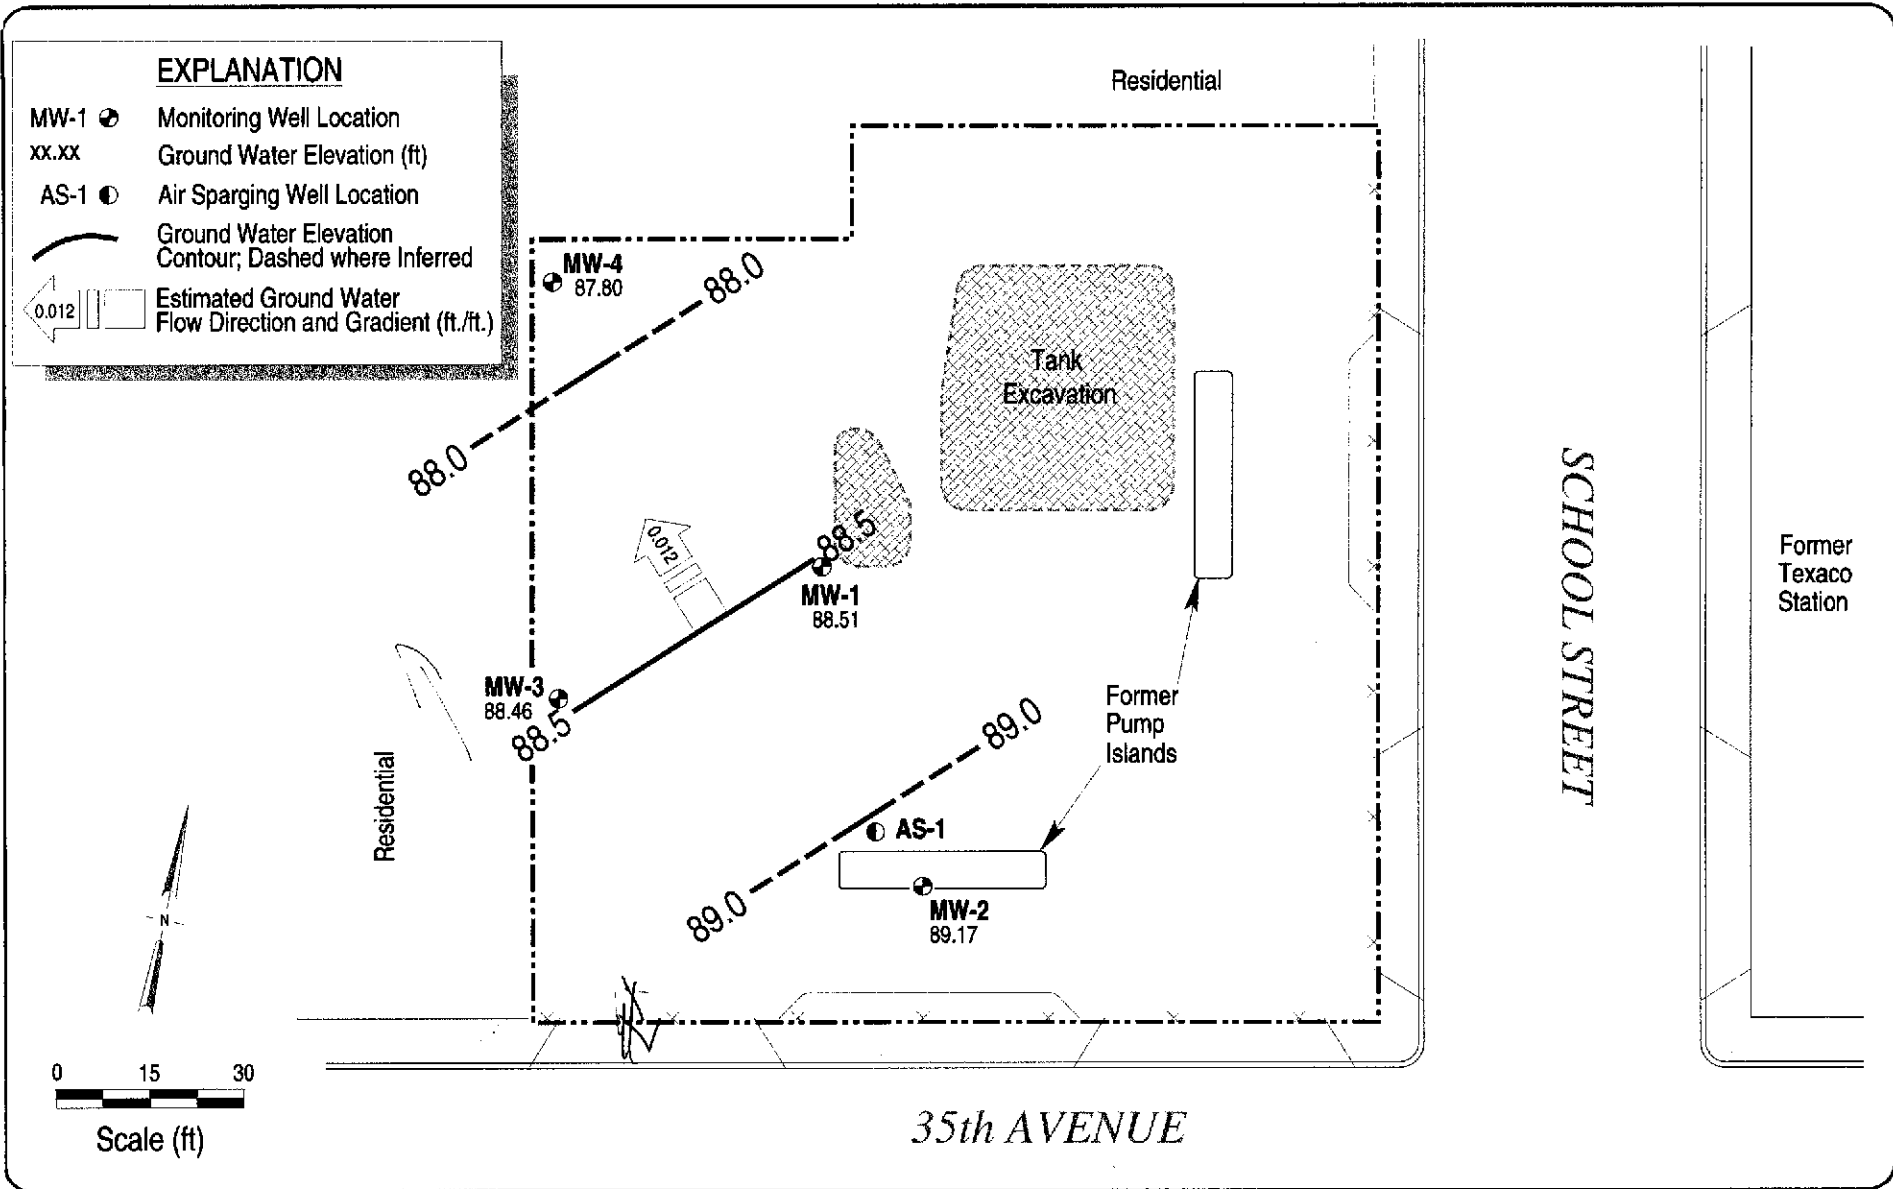 EXPLANATION
MW-1 Monitoring Well Location
XX.XX Ground Water Elevation (ft)
AS-1 Air Sparging Well Location
Ground Water Elevation
Contour; Dashed where Inferred
0.012
Estimated Ground Water
Flow Direction and Gradient (ft./ft.)
Residential
MW-4
87.80
88.0
88.0
Tank
Excavation
0.012
88.5
MW-1
88.51
MW-3
88.46
88.5
Residential
Former
Pump
Islands
89.0
AS-1
89.0
MW-2
89.17
SCHOOL STREET
Former
Texaco
Station
N
0 15 30
Scale (ft)
35th AVENUE